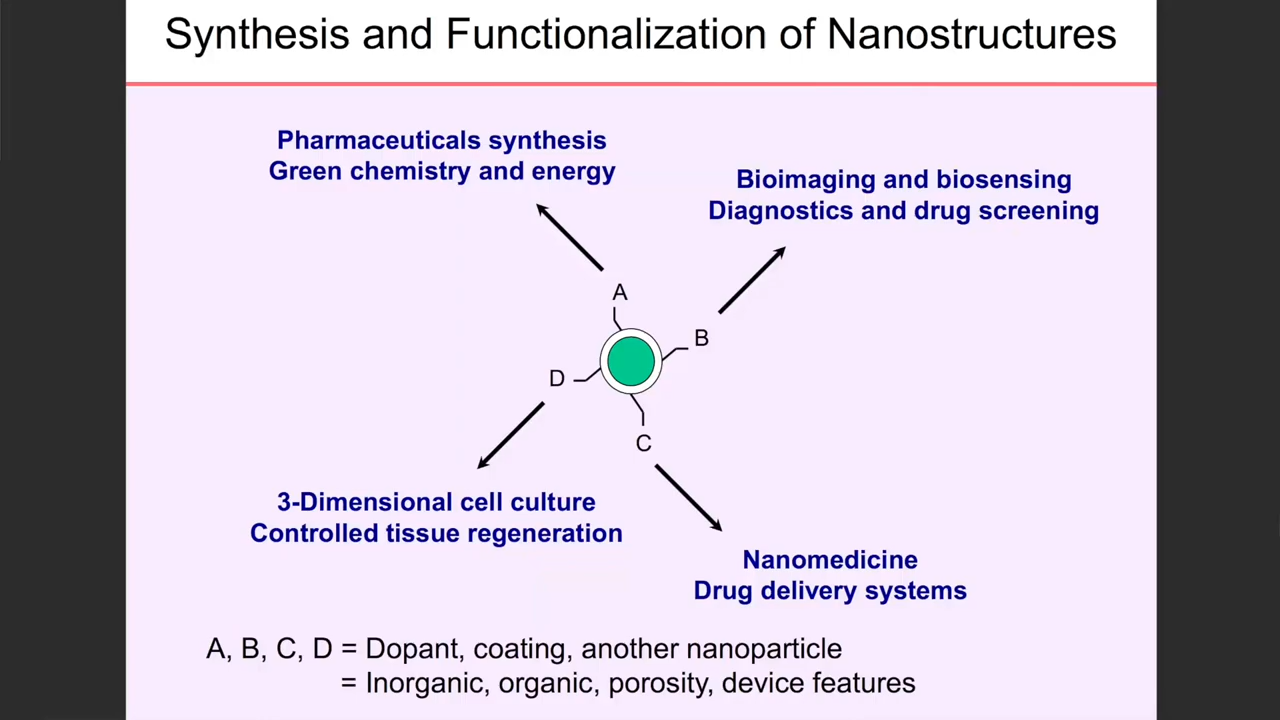 Synthesis and Functionalization of Nanostructures
Pharmaceuticals synthesis
Green chemistry and energy
Bioimaging and biosensing
Diagnostics and drug screening
A
B
D
C
3-Dimensional cell culture
Controlled tissue regeneration
Nanomedicine
Drug delivery systems
A, B, C, D = Dopant, coating, another nanoparticle
= Inorganic, organic, porosity, device features